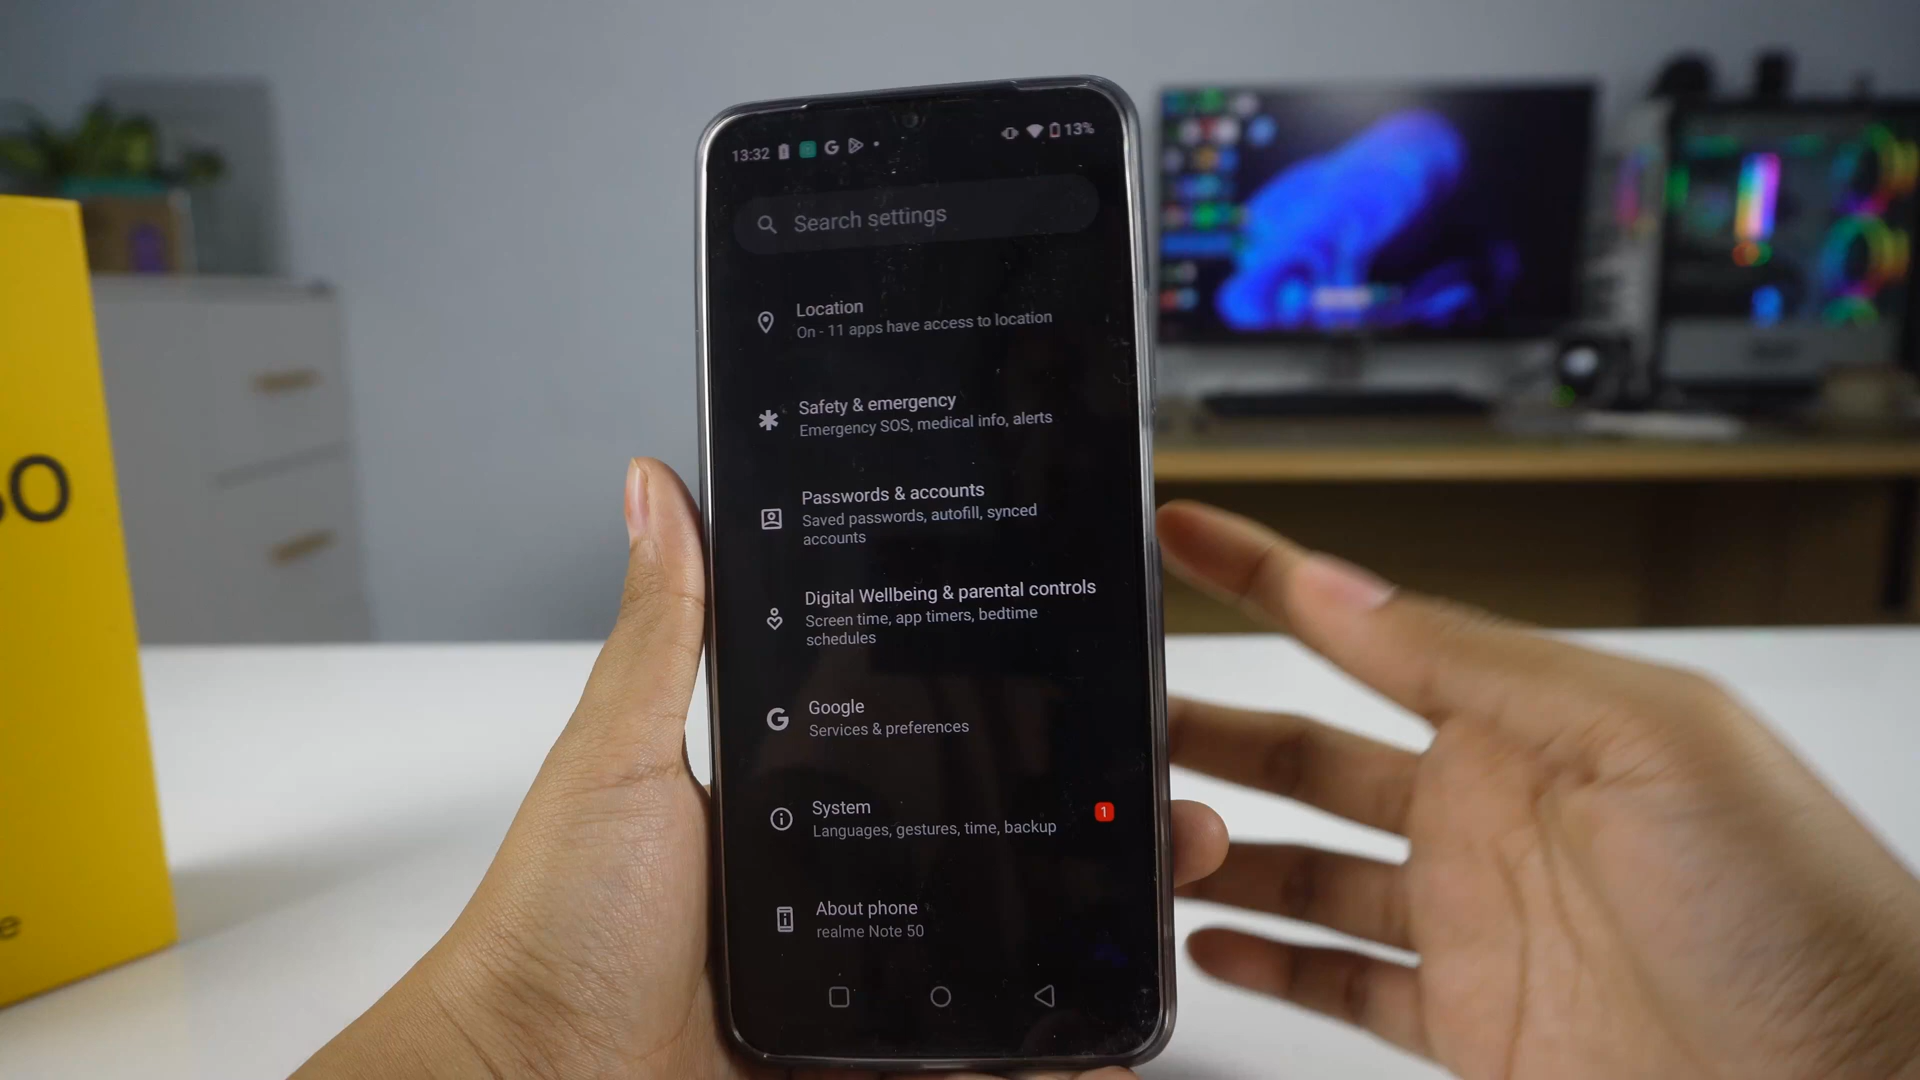 13:32
13%
Search settings
Location
On - 11 apps have access to location
Safety & emergency
Emergency SOS, medical info, alerts
Passwords & accounts
Saved passwords, autofill, synced
accounts
Digital Wellbeing & parental controls
Screen time, app timers, bedtime
schedules
Google
Services & preferences
System
1
Languages, gestures, time, backup
About phone
realme Note 50